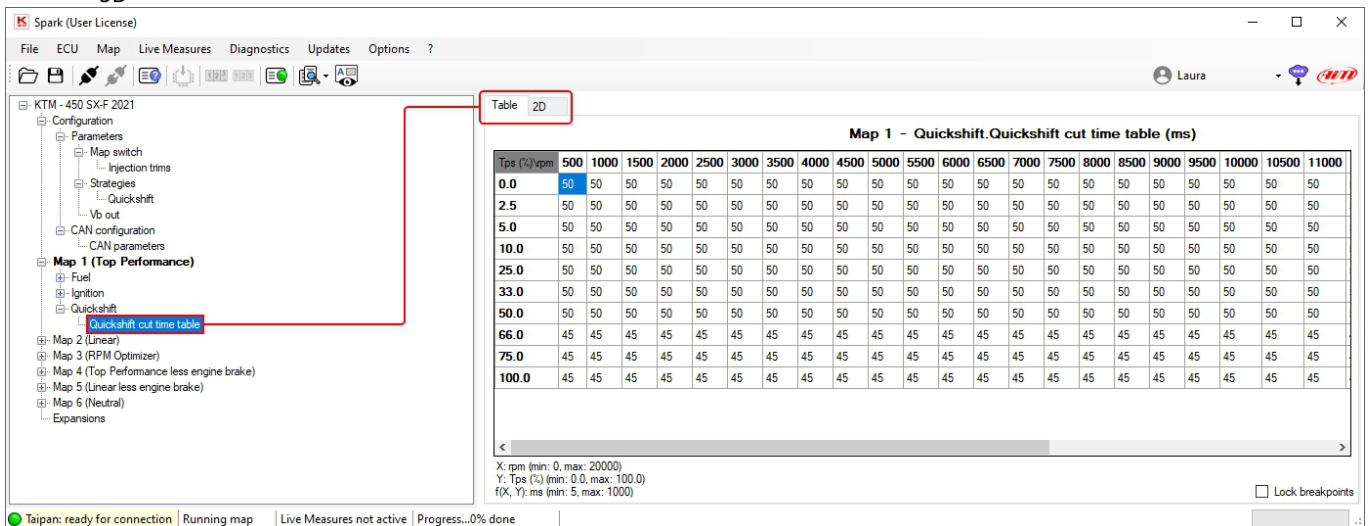 Spark (User License)
File ECU Map Live Measures Diagnostics Updates Options ?
Laura
KTM - 450 SX-F 2021
Configuration
Parameters
Map switch
Injection trims
Strategies
Quickshift
Vb out
CAN configuration
CAN parameters
Map 1 (Top Performance)
Fuel
Ignition
Quickshift
Quickshift cut time table
Map 2 (Linear)
Map 3 (RPM Optimizer)
Map 4 (Top Performance less engine brake)
Map 5 (Linear less engine brake)
Map 6 (Neutral)
Expansions
Table 2D
Map 1 - Quickshift.Quickshift cut time table (ms)
Tps (%)\rpm 500 1000 1500 2000 2500 3000 3500 4000 4500 5000 5500 6000 6500 7000 7500 8000 8500 9000 9500 10000 10500 11000
0.0 50 50 50 50 50 50 50 50 50 50 50 50 50 50 50 50 50 50 50 50 50 50
2.5 50 50 50 50 50 50 50 50 50 50 50 50 50 50 50 50 50 50 50 50 50 50
5.0 50 50 50 50 50 50 50 50 50 50 50 50 50 50 50 50 50 50 50 50 50 50
10.0 50 50 50 50 50 50 50 50 50 50 50 50 50 50 50 50 50 50 50 50 50 50
25.0 50 50 50 50 50 50 50 50 50 50 50 50 50 50 50 50 50 50 50 50 50 50
33.0 50 50 50 50 50 50 50 50 50 50 50 50 50 50 50 50 50 50 50 50 50 50
50.0 50 50 50 50 50 50 50 50 50 50 50 50 50 50 50 50 50 50 50 50 50 50
66.0 45 45 45 45 45 45 45 45 45 45 45 45 45 45 45 45 45 45 45 45 45 45
75.0 45 45 45 45 45 45 45 45 45 45 45 45 45 45 45 45 45 45 45 45 45 45
100.0 45 45 45 45 45 45 45 45 45 45 45 45 45 45 45 45 45 45 45 45 45 45
X: rpm (min: 0, max: 20000)
Y: Tps (%) (min: 0.0, max: 100.0)
f(X, Y): ms (min: 5, max: 1000)
Lock breakpoints
Taipan: ready for connection Running map Live Measures not active Progress...0% done